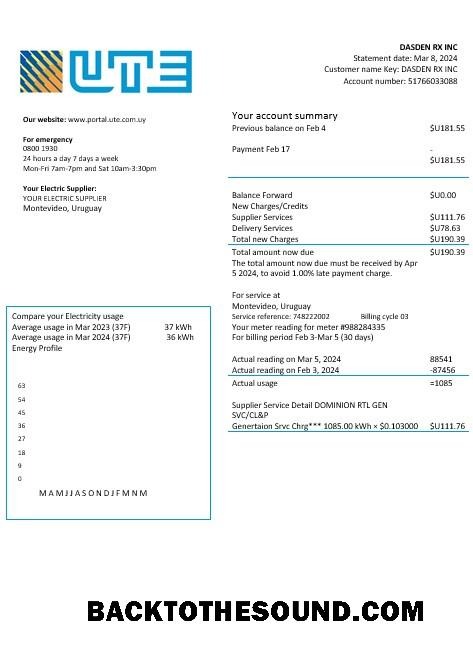 UTE
DASDEN RX INC
Statement date: Mar 8, 2024
Customer name Key: DASDEN RX INC
Account number: 51766033088
Our website: www.portal.ute.com.uy
For emergency
0800 1930
24 hours a day 7 days a week
Mon-Fri 7am-7pm and Sat 10am-3:30pm
Your Electric Supplier:
YOUR ELECTRIC SUPPLIER
Montevideo, Uruguay
Your account summary
Previous balance on Feb 4 $U181.55
Payment Feb 17 -
$U181.55
Balance Forward $U0.00
New Charges/Credits
Supplier Services $U111.76
Delivery Services $U78.63
Total new Charges $U190.39
Total amount now due $U190.39
The total amount now due must be received by Apr
5 2024, to avoid 1.00% late payment charge.
For service at
Montevideo, Uruguay
Service reference: 748222002 Billing cycle 03
Your meter reading for meter #988284335
For billing period Feb 3-Mar 5 (30 days)
Actual reading on Mar 5, 2024 88541
Actual reading on Feb 3, 2024 -87456
Actual usage =1085
Supplier Service Detail DOMINION RTL GEN
SVC/CL&P
Genertaion Srvc Chrg*** 1085.00 kWh × $0.103000 $U111.76
Compare your Electricity usage
Average usage in Mar 2023 (37F) 37 kWh
Average usage in Mar 2024 (37F) 36 kWh
Energy Profile
63
54
45
36
27
18
9
0
M A M J J A S O N D J F M N M
BACKTOTHESOUND.COM